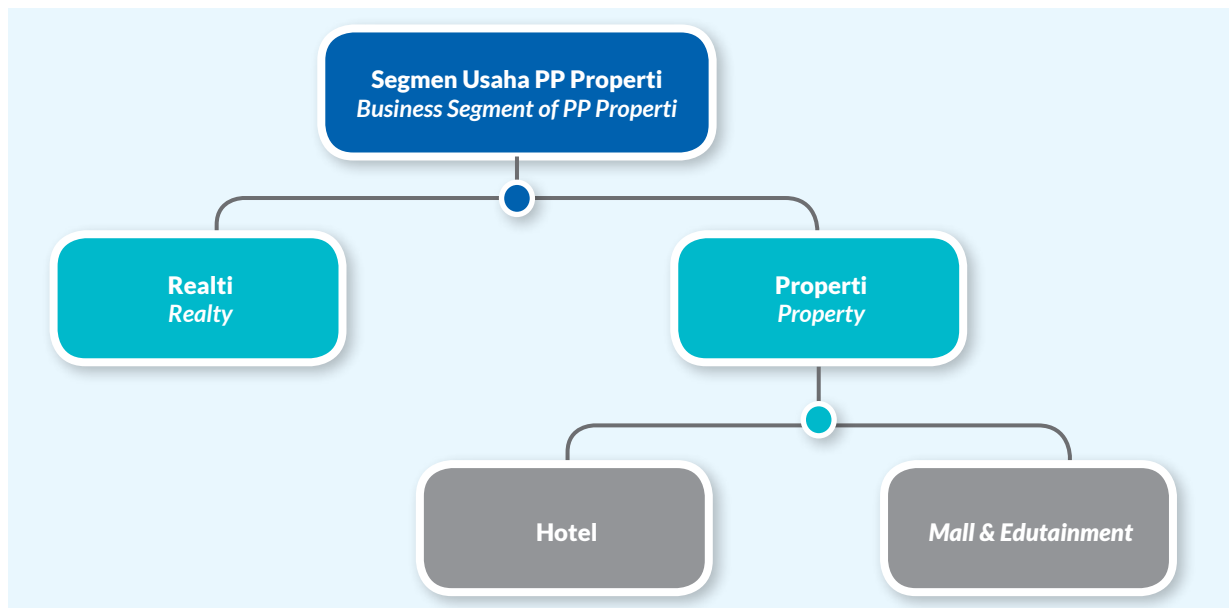 Segmen Usaha PP Properti
Business Segment of PP Properti
Realti
Realty
Properti
Property
Hotel
Mall & Edutainment